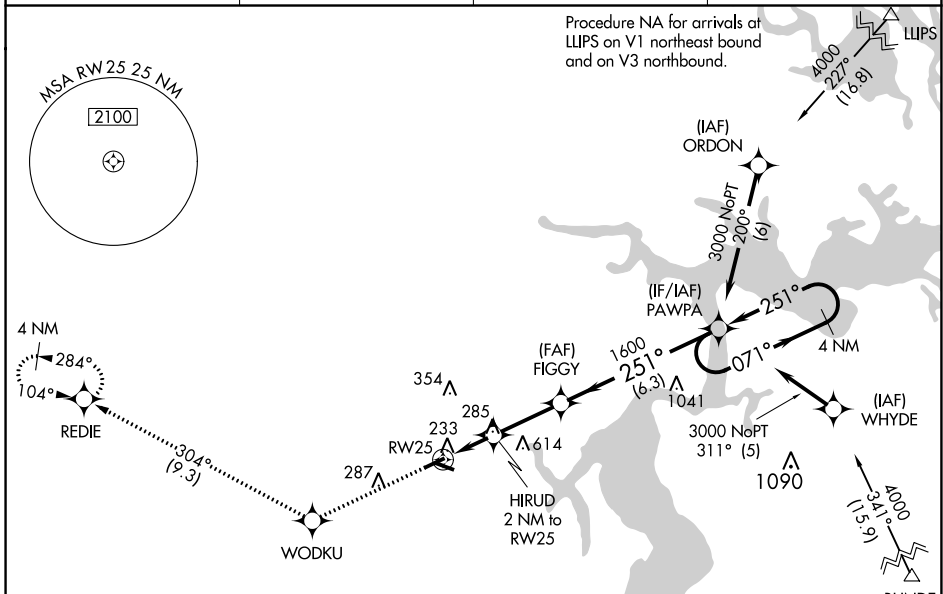 Procedure NA for arrivals at
LLIPS on V1 northeast bound
and on V3 northbound.
LLIPS
4000
227°
(16.8)
MSA RW 25 25 NM
2100
(IAF)
ORDON
3000 NoPT
200°
(6)
(IF/IAF)
PAWPA
251°
071°
4 NM
1600
251°
(6.3)
(FAF)
FIGGY
1041
(IAF)
WHYDE
3000 NoPT
311° (5)
1090
4000
341°
(15.9)
4 NM
284°
104°
REDIE
304°
(9.3)
354
285
233
RW25
614
287
HIRUD
2 NM to
RW25
WODKU